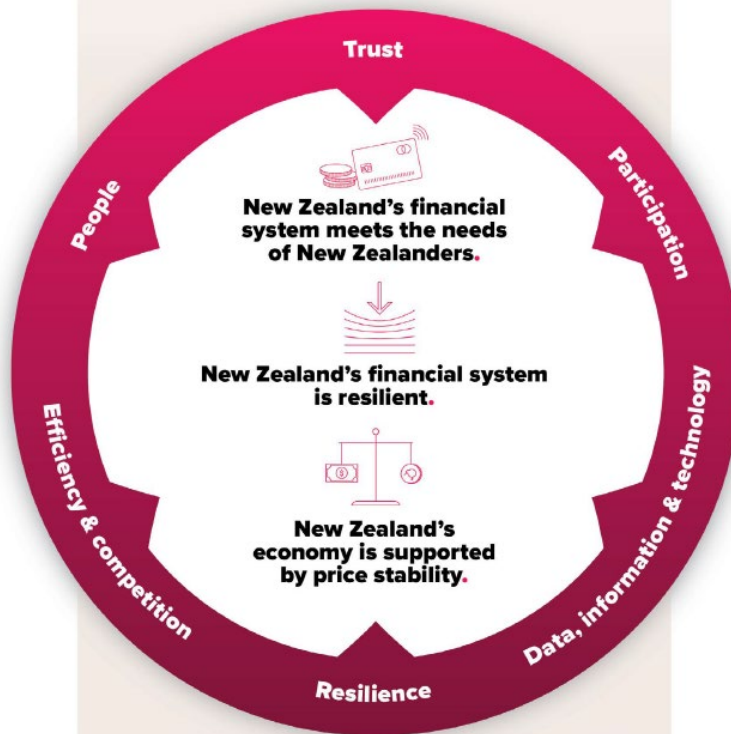 Trust
People
Participation
New Zealand’s financial
system meets the needs
of New Zealanders.
New Zealand’s financial system
is resilient.
$
New Zealand’s
economy is supported
by price stability.
Efficiency & competition
Data, information & technology
Resilience